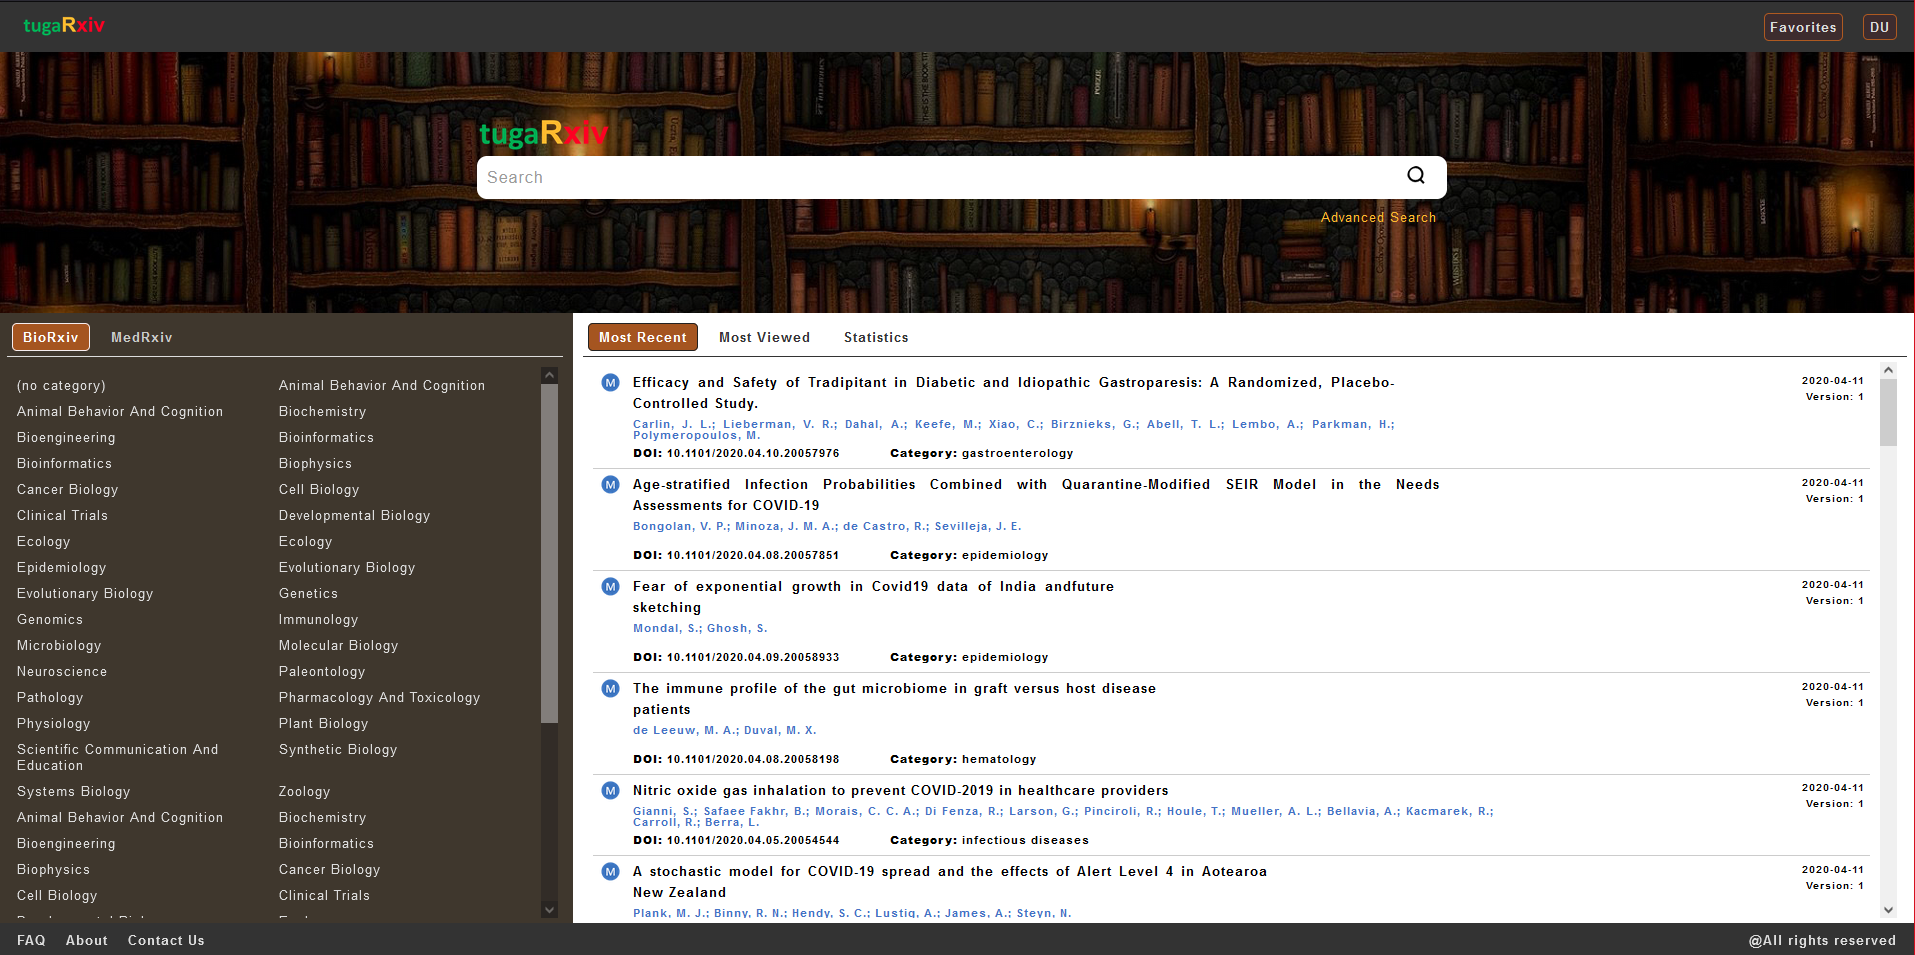 tugaRxiv
Favorites
DU
tugaRxiv
Search
Advanced Search
BioRxiv
MedRxiv
(no category)
Animal Behavior And Cognition
Animal Behavior And Cognition
Biochemistry
Bioengineering
Bioinformatics
Bioinformatics
Biophysics
Cancer Biology
Cell Biology
Clinical Trials
Developmental Biology
Ecology
Ecology
Epidemiology
Evolutionary Biology
Evolutionary Biology
Genetics
Genomics
Immunology
Microbiology
Molecular Biology
Neuroscience
Paleontology
Pathology
Pharmacology And Toxicology
Physiology
Plant Biology
Scientific Communication And
Education
Synthetic Biology
Systems Biology
Zoology
Animal Behavior And Cognition
Biochemistry
Bioengineering
Bioinformatics
Biophysics
Cancer Biology
Cell Biology
Clinical Trials
Most Recent
Most Viewed
Statistics
M
Efficacy and Safety of Tradipitant in Diabetic and Idiopathic Gastroparesis: A Randomized, Placebo-
Controlled Study.
2020-04-11
Version: 1
Carlin, J. L.; Lieberman, V. R.; Dahal, A.; Keefe, M.; Xiao, C.; Birznieks, G.; Abell, T. L.; Lembo, A.; Parkman, H.;
Polymeropoulos, M.
DOI: 10.1101/2020.04.10.20057976 Category: gastroenterology
M
Age-stratified Infection Probabilities Combined with Quarantine-Modified SEIR Model in the Needs
Assessments for COVID-19
2020-04-11
Version: 1
Bongolan, V. P.; Minoza, J. M. A.; de Castro, R.; Sevilleja, J. E.
DOI: 10.1101/2020.04.08.20057851 Category: epidemiology
M
Fear of exponential growth in Covid19 data of India andfuture
sketching
2020-04-11
Version: 1
Mondal, S.; Ghosh, S.
DOI: 10.1101/2020.04.09.20058933 Category: epidemiology
M
The immune profile of the gut microbiome in graft versus host disease
patients
2020-04-11
Version: 1
de Leeuw, M. A.; Duval, M. X.
DOI: 10.1101/2020.04.08.20058198 Category: hematology
M
Nitric oxide gas inhalation to prevent COVID-2019 in healthcare providers
2020-04-11
Version: 1
Gianni, S.; Safaee Fakhr, B.; Morais, C. C. A.; Di Fenza, R.; Larson, G.; Pinciroli, R.; Houle, T.; Mueller, A. L.; Bellavia, A.; Kacmarek, R.;
Carroll, R.; Berra, L.
DOI: 10.1101/2020.04.05.20054544 Category: infectious diseases
M
A stochastic model for COVID-19 spread and the effects of Alert Level 4 in Aotearoa
New Zealand
2020-04-11
Version: 1
Plank, M. J.; Binny, R. N.; Hendy, S. C.; Lustig, A.; James, A.; Steyn, N.
FAQ
About
Contact Us
@All rights reserved